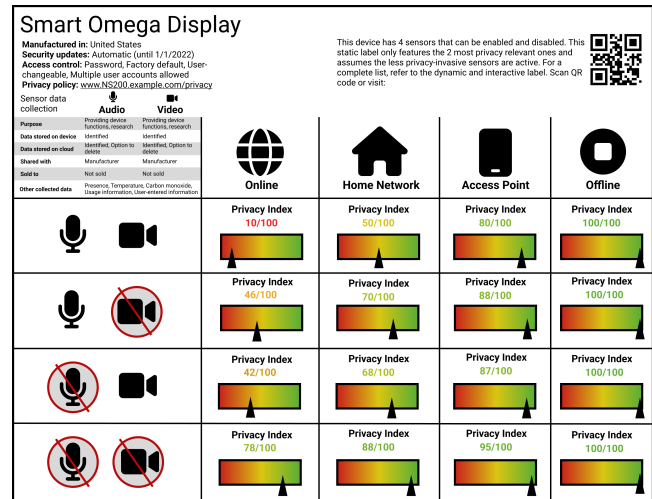 Smart Omega Display
Manufactured in: United States
Security updates: Automatic (until 1/1/2022)
Access control: Password, Factory default, User-
changeable, Multiple user accounts allowed
Privacy policy: www.NS200.example.com/privacy
This device has 4 sensors that can be enabled and disabled. This
static label only features the 2 most privacy relevant ones and
assumes the less privacy-invasive sensors are active. For a
complete list, refer to the dynamic and interactive label. Scan QR
code or visit:
Sensor data
collection
Audio Video
Purpose Providing device functions, research Providing device functions, research
Data stored on device Identified Identified
Data stored on cloud Identified, Option to delete Identified, Option to delete
Shared with Manufacturer Manufacturer
Sold to Not sold Not sold
Other collected data Presence, Temperature, Carbon monoxide,
Usage information, User-entered information
Online Home Network Access Point Offline
Privacy Index Privacy Index Privacy Index Privacy Index
10/100 50/100 80/100 100/100
Privacy Index Privacy Index Privacy Index Privacy Index
46/100 70/100 88/100 100/100
Privacy Index Privacy Index Privacy Index Privacy Index
42/100 68/100 87/100 100/100
Privacy Index Privacy Index Privacy Index Privacy Index
78/100 88/100 95/100 100/100